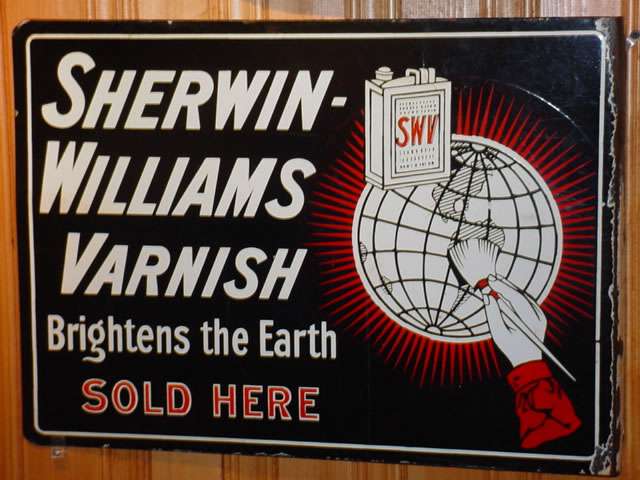 SHERWIN-
WILLIAMS
VARNISH
Brightens the Earth
SOLD HERE
SWV